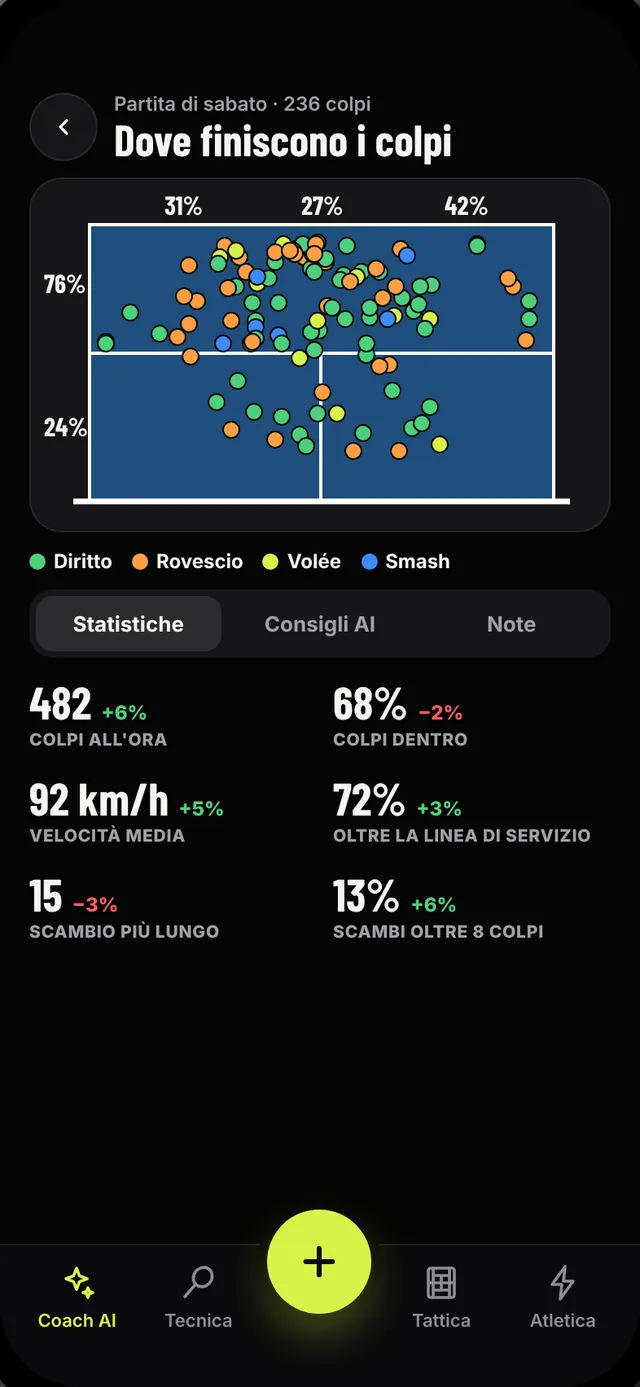 Partita di sabato · 236 colpi
Dove finiscono i colpi
31% 27% 42%
76%
24%
Diritto Rovescio Volée Smash
Statistiche Consigli AI Note
482 +6% 68% −2%
COLPI ALL'ORA COLPI DENTRO
92 km/h +5% 72% +3%
VELOCITÀ MEDIA OLTRE LA LINEA DI SERVIZIO
15 −3% 13% +6%
SCAMBIO PIÙ LUNGO SCAMBI OLTRE 8 COLPI
Coach AI Tecnica Tattica Atletica